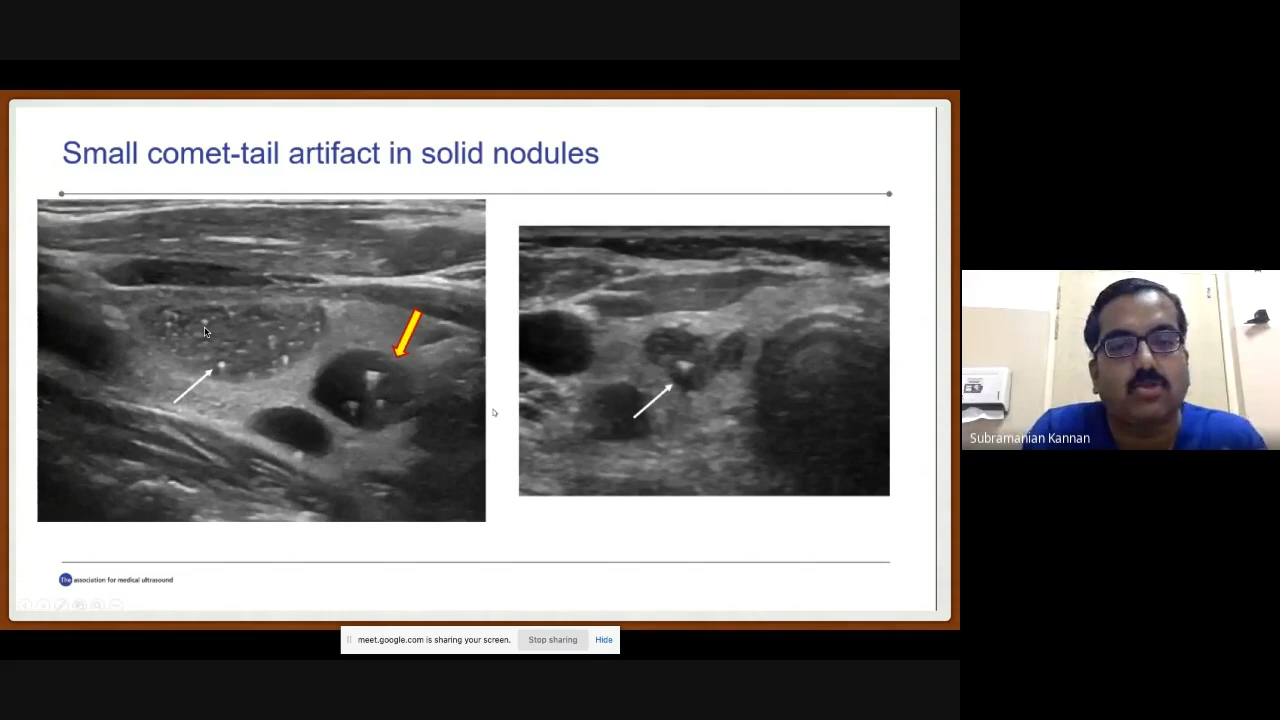 Small comet-tail artifact in solid nodules
The association for medical ultrasound
meet.google.com is sharing your screen.
Stop sharing
Hide
Subramanian Kannan